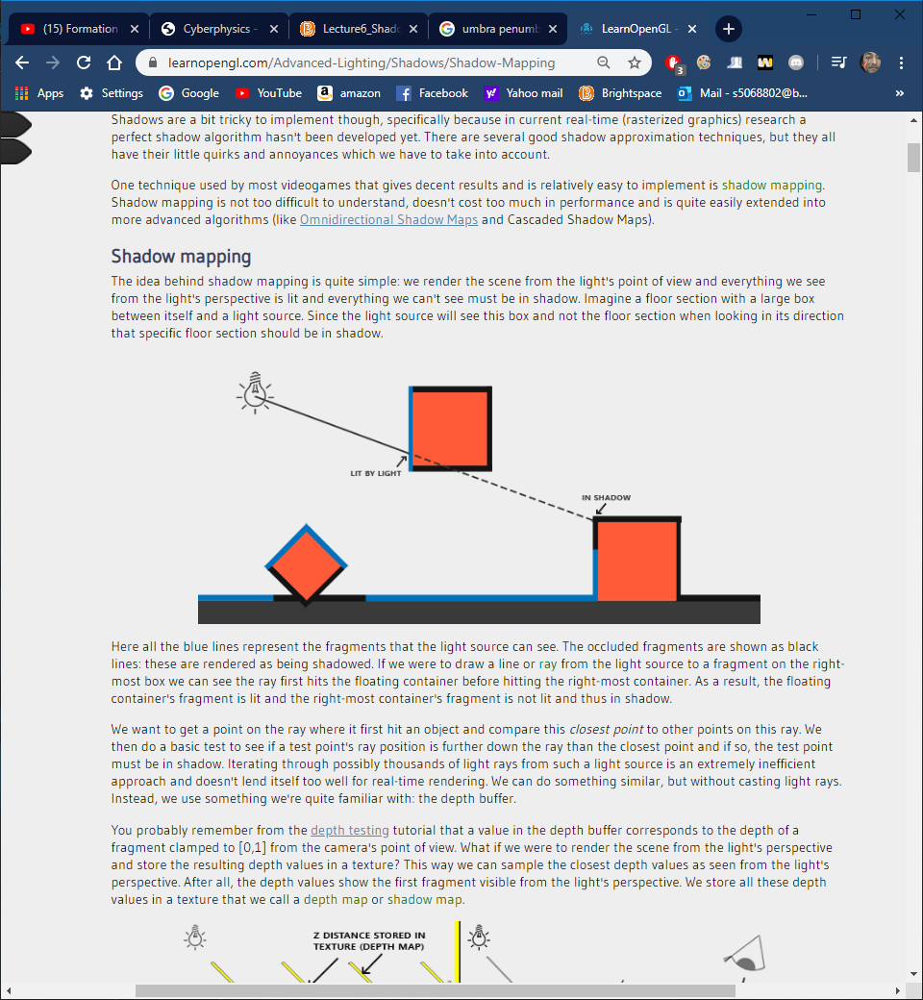 (15) Formation
Cyberphysics -
Lecture6_Shado
umbra penumb
LearnOpenGL -
learnopengl.com/Advanced-Lighting/Shadows/Shadow-Mapping
3
Apps
Settings
Google
YouTube
amazon
Facebook
Yahoo mail
Brightspace
Mail - s5068802@b...
»
Shadows are a bit tricky to implement though, specifically because in current real-time (rasterized graphics) research a
perfect shadow algorithm hasn't been developed yet. There are several good shadow approximation techniques, but they all
have their little quirks and annoyances which we have to take into account.
One technique used by most videogames that gives decent results and is relatively easy to implement is shadow mapping.
Shadow mapping is not too difficult to understand, doesn't cost too much in performance and is quite easily extended into
more advanced algorithms (like Omnidirectional Shadow Maps and Cascaded Shadow Maps).
Shadow mapping
The idea behind shadow mapping is quite simple: we render the scene from the light's point of view and everything we see
from the light's perspective is lit and everything we can't see must be in shadow. Imagine a floor section with a large box
between itself and a light source. Since the light source will see this box and not the floor section when looking in its direction
that specific floor section should be in shadow.
LIT BY LIGHT
IN SHADOW
Here all the blue lines represent the fragments that the light source can see. The occluded fragments are shown as black
lines: these are rendered as being shadowed. If we were to draw a line or ray from the light source to a fragment on the right-
most box we can see the ray first hits the floating container before hitting the right-most container. As a result, the floating
container's fragment is lit and the right-most container's fragment is not lit and thus in shadow.
We want to get a point on the ray where it first hit an object and compare this closest point to other points on this ray. We
then do a basic test to see if a test point's ray position is further down the ray than the closest point and if so, the test point
must be in shadow. Iterating through possibly thousands of light rays from such a light source is an extremely inefficient
approach and doesn't lend itself too well for real-time rendering. We can do something similar, but without casting light rays.
Instead, we use something we're quite familiar with: the depth buffer.
You probably remember from the depth testing tutorial that a value in the depth buffer corresponds to the depth of a
fragment clamped to [0,1] from the camera's point of view. What if we were to render the scene from the light's perspective
and store the resulting depth values in a texture? This way we can sample the closest depth values as seen from the light's
perspective. After all, the depth values show the first fragment visible from the light's perspective. We store all these depth
values in a texture that we call a depth map or shadow map.
Z DISTANCE STORED IN
TEXTURE (DEPTH MAP)